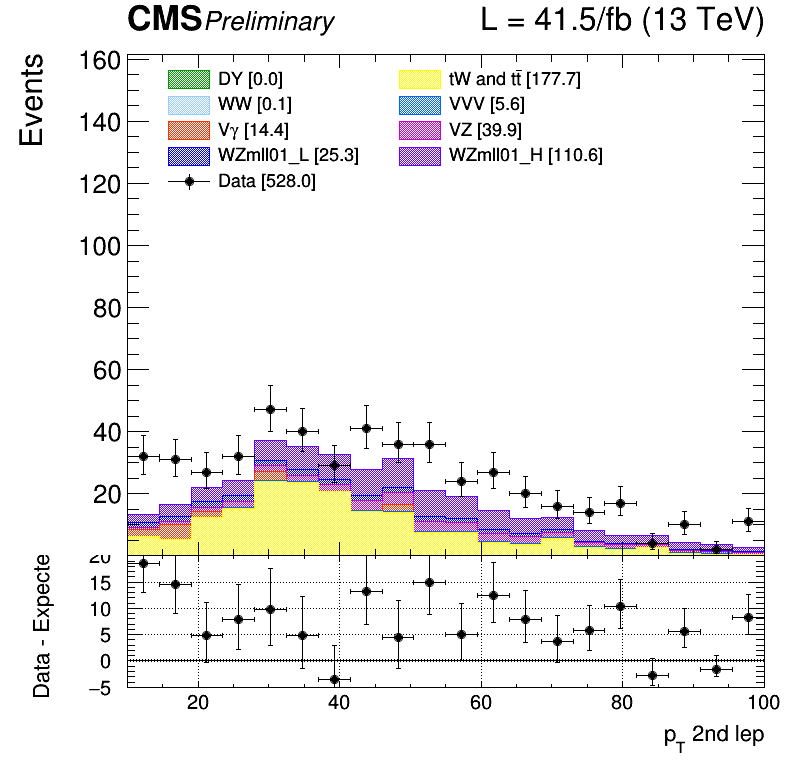 CMS Preliminary L = 41.5/fb (13 TeV)
Events
160
140
120
100
80
60
40
20
DY [0.0]
WW [0.1]
Vγ [14.4]
WZmll01_L [25.3]
Data [528.0]
tW and tt̄ [177.7]
VVV [5.6]
VZ [39.9]
WZmll01_H [110.6]
Data - Expecte
20
15
10
5
0
−5
20 40 60 80 100
pT 2nd lep